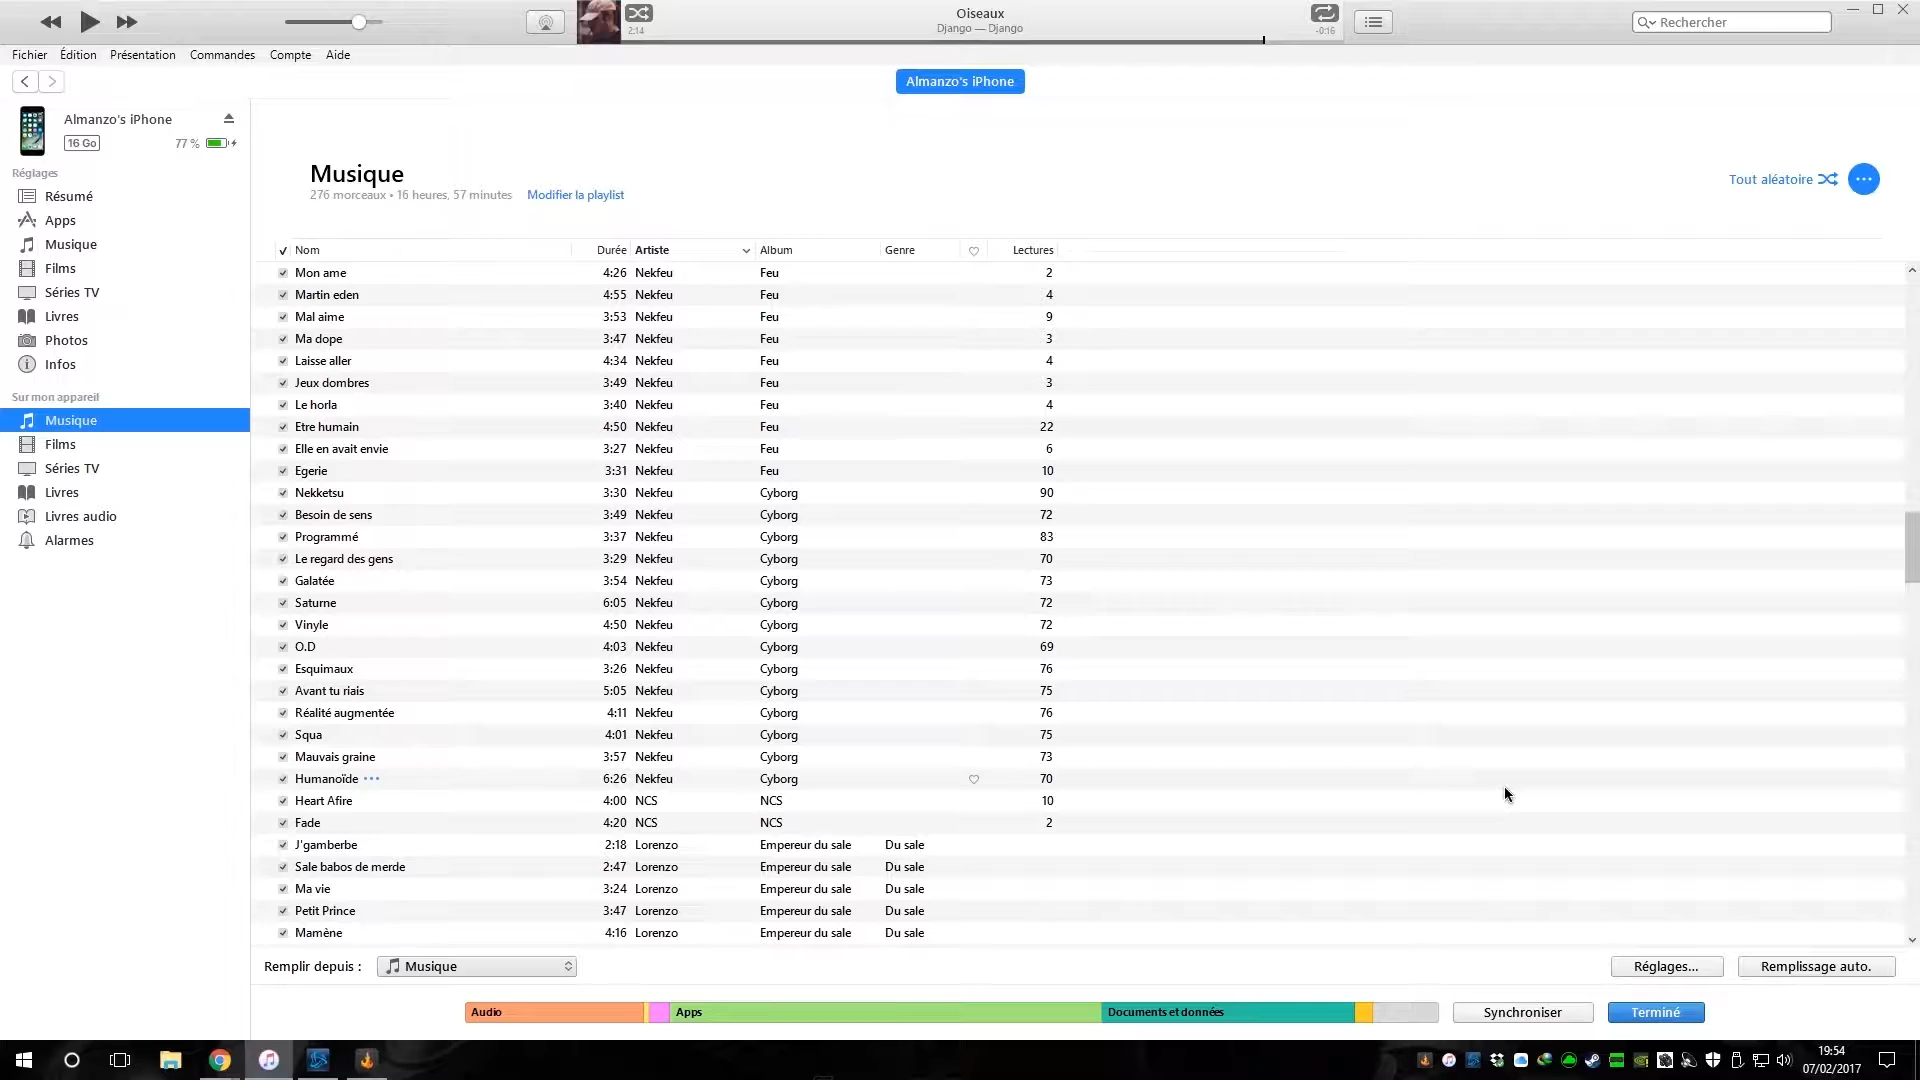 Oiseaux
Django — Django
2:14
-0:16
Rechercher
Fichier Édition Présentation Commandes Compte Aide
Almanzo's iPhone
Almanzo's iPhone
16 Go 77 %
Réglages
Résumé
Apps
Musique
Films
Séries TV
Livres
Photos
Infos
Sur mon appareil
Musique
Films
Séries TV
Livres
Livres audio
Alarmes
Musique
276 morceaux • 16 heures, 57 minutes Modifier la playlist
Tout aléatoire
Nom Durée Artiste Album Genre Lectures
Mon ame 4:26 Nekfeu Feu 2
Martin eden 4:55 Nekfeu Feu 4
Mal aime 3:53 Nekfeu Feu 9
Ma dope 3:47 Nekfeu Feu 3
Laisse aller 4:34 Nekfeu Feu 4
Jeux dombres 3:49 Nekfeu Feu 3
Le horla 3:40 Nekfeu Feu 4
Etre humain 4:50 Nekfeu Feu 22
Elle en avait envie 3:27 Nekfeu Feu 6
Egerie 3:31 Nekfeu Feu 10
Nekketsu 3:30 Nekfeu Cyborg 90
Besoin de sens 3:49 Nekfeu Cyborg 72
Programmé 3:37 Nekfeu Cyborg 83
Le regard des gens 3:29 Nekfeu Cyborg 70
Galatée 3:54 Nekfeu Cyborg 73
Saturne 6:05 Nekfeu Cyborg 72
Vinyle 4:50 Nekfeu Cyborg 72
O.D 4:03 Nekfeu Cyborg 69
Esquimaux 3:26 Nekfeu Cyborg 76
Avant tu riais 5:05 Nekfeu Cyborg 75
Réalité augmentée 4:11 Nekfeu Cyborg 76
Squa 4:01 Nekfeu Cyborg 75
Mauvais graine 3:57 Nekfeu Cyborg 73
Humanoïde ••• 6:26 Nekfeu Cyborg 70
Heart Afire 4:00 NCS NCS 10
Fade 4:20 NCS NCS 2
J'gamberbe 2:18 Lorenzo Empereur du sale Du sale
Sale babos de merde 2:47 Lorenzo Empereur du sale Du sale
Ma vie 3:24 Lorenzo Empereur du sale Du sale
Petit Prince 3:47 Lorenzo Empereur du sale Du sale
Mamène 4:16 Lorenzo Empereur du sale Du sale
Remplir depuis : Musique Réglages... Remplissage auto.
Audio Apps Documents et données Synchroniser Terminé
19:54
07/02/2017